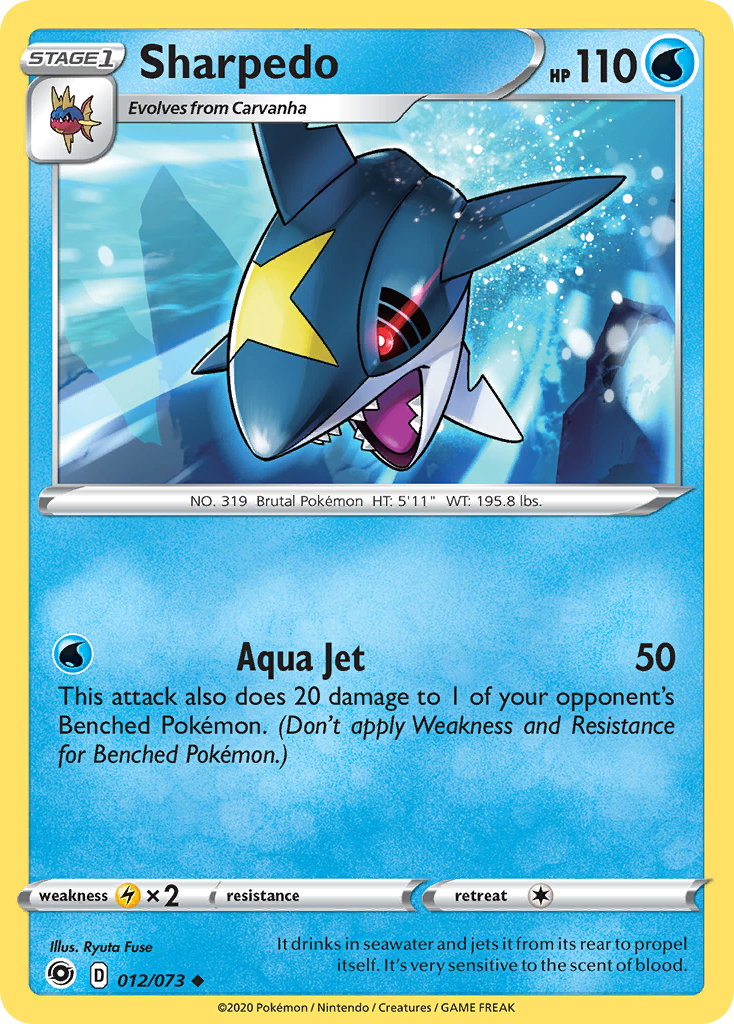 STAGE1
Sharpedo
HP 110
Evolves from Carvanha
NO. 319 Brutal Pokémon HT: 5'11" WT: 195.8 lbs.
Aqua Jet 50
This attack also does 20 damage to 1 of your opponent's
Benched Pokémon. (Don't apply Weakness and Resistance
for Benched Pokémon.)
weakness ×2 resistance retreat
Illus. Ryuta Fuse
D 012/073
It drinks in seawater and jets it from its rear to propel
itself. It's very sensitive to the scent of blood.
©2020 Pokémon / Nintendo / Creatures / GAME FREAK